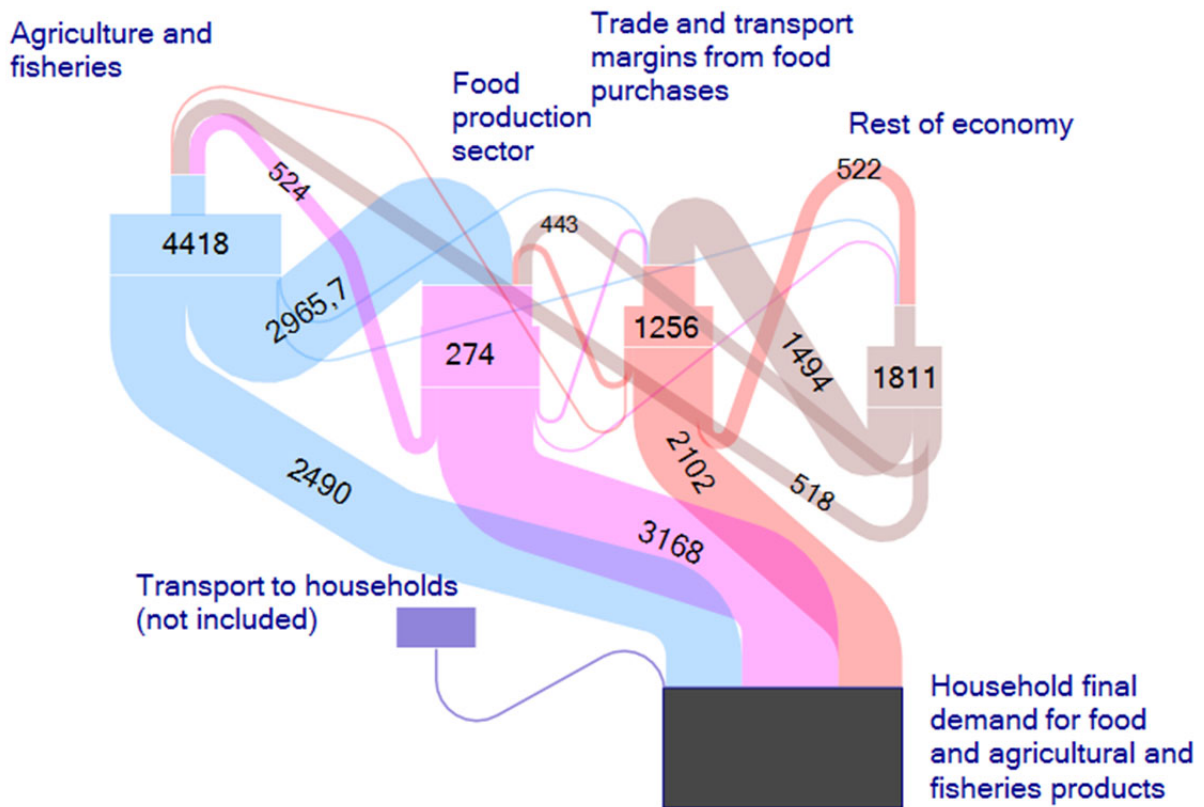 Agriculture and
fisheries
Trade and transport
margins from food
purchases
Food
production
sector
Rest of economy
524
443
522
4418
2965,7
274
1256
1494
1811
2490
2102
518
3168
Transport to households
(not included)
Household final
demand for food
and agricultural and
fisheries products